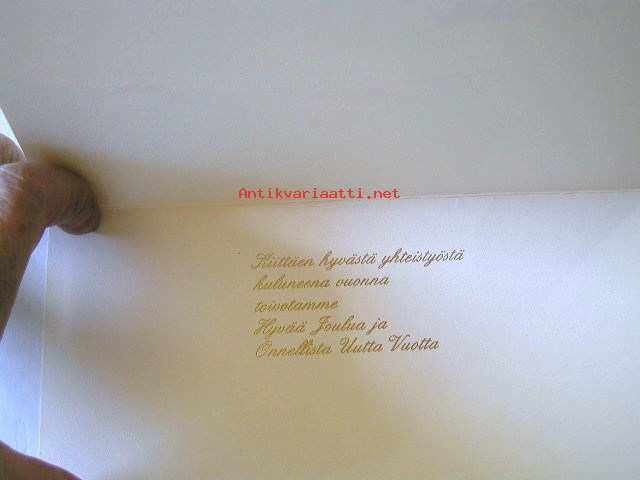 Antikvariaatti.net
Kiittäen hyvästä yhteistyöstä
kuluneena vuonna
toivotamme
Hyvää Joulua ja
Onnellista Uutta Vuotta